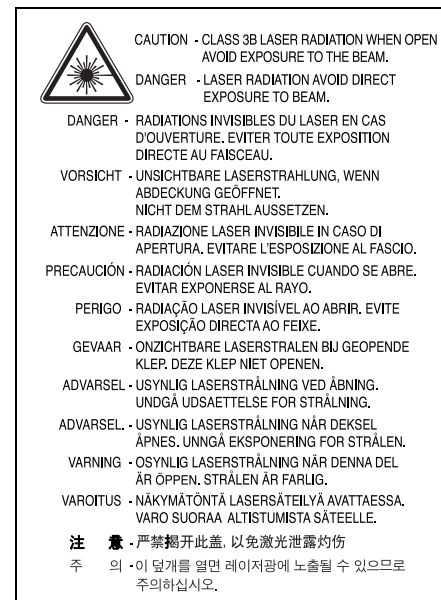 CAUTION - CLASS 3B LASER RADIATION WHEN OPEN
AVOID EXPOSURE TO THE BEAM.
DANGER - LASER RADIATION AVOID DIRECT
EXPOSURE TO BEAM.
DANGER - RADIATIONS INVISIBLES DU LASER EN CAS
D'OUVERTURE. EVITER TOUTE EXPOSITION
DIRECTE AU FAISCEAU.
VORSICHT - UNSICHTBARE LASERSTRAHLUNG, WENN
ABDECKUNG GEÖFFNET.
NICHT DEM STRAHL AUSSETZEN.
ATTENZIONE - RADIAZIONE LASER INVISIBILE IN CASO DI
APERTURA. EVITARE L'ESPOSIZIONE AL FASCIO.
PRECAUCIÓN - RADIACIÓN LASER INVISIBLE CUANDO SE ABRE.
EVITAR EXPONERSE AL RAYO.
PERIGO - RADIAÇÃO LASER INVISÍVEL AO ABRIR. EVITE
EXPOSIÇÃO DIRECTA AO FEIXE.
GEVAAR - ONZICHTBARE LASERSTRALEN BIJ GEOPENDE
KLEP. DEZE KLEP NIET OPENEN.
ADVARSEL - USYNLIG LASERSTRÅLNING VED ÅBNING.
UNDGÅ UDSAETTELSE FOR STRÅLNING.
ADVARSEL. - USYNLIG LASERSTRÅLNING NÅR DEKSEL
ÅPNES. UNNGÅ EKSPONERING FOR STRÅLEN.
VARNING - OSYNLIG LASERSTRÅLNING NÄR DENNA DEL
ÄR ÖPPEN. STRÅLEN ÄR FARLIG.
VAROITUS - NÄKYMÄTÖNTÄ LASERSÄTEILYÄ AVATTAESSA.
VARO SUORAA ALTISTUMISTA SÄTEELLE.
注 意 - 严禁揭开此盖, 以免激光泄露灼伤
주 의 - 이 덮개를 열면 레이저광에 노출될 수 있으므로
주의하십시오.